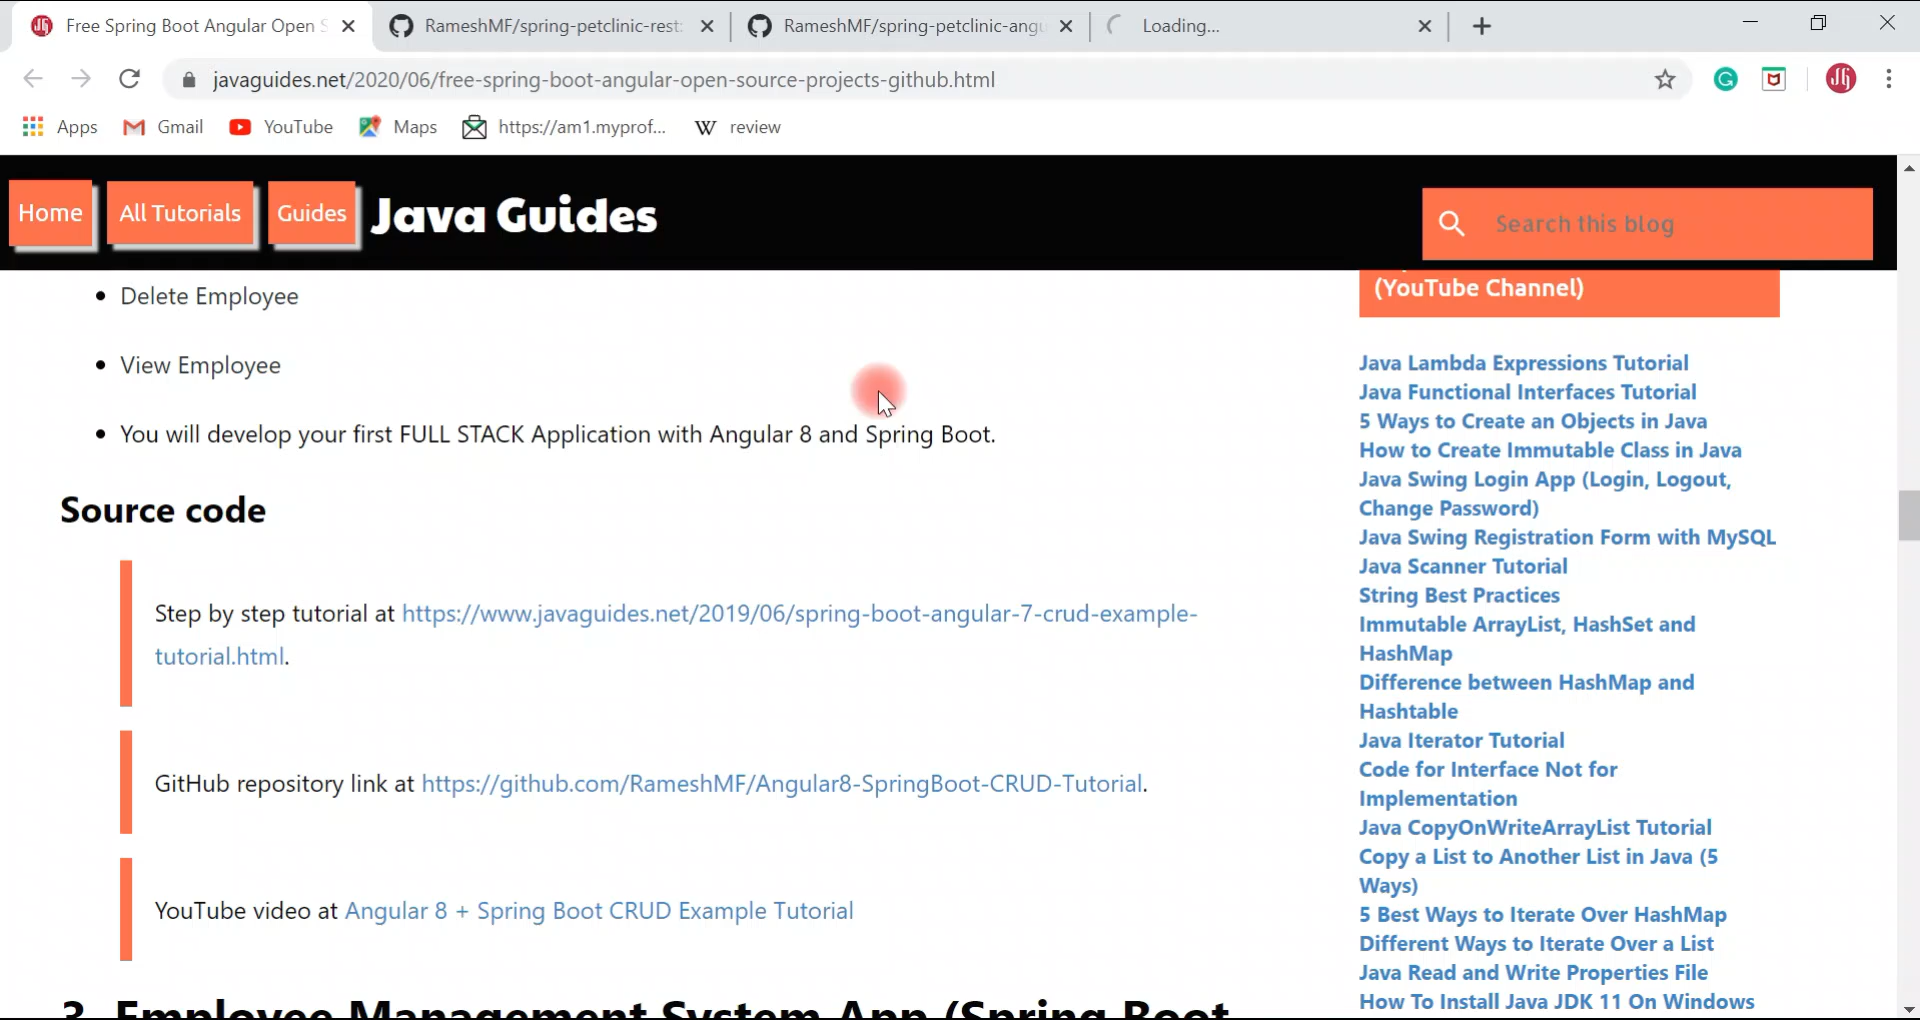 Free Spring Boot Angular Open S
RameshMF/spring-petclinic-rest:
RameshMF/spring-petclinic-angu
Loading...
javaguides.net/2020/06/free-spring-boot-angular-open-source-projects-github.html
Apps
Gmail
YouTube
Maps
https://am1.myprof...
W review
Home
All Tutorials
Guides
Java Guides
Search this blog
Delete Employee
View Employee
You will develop your first FULL STACK Application with Angular 8 and Spring Boot.
Source code
Step by step tutorial at https://www.javaguides.net/2019/06/spring-boot-angular-7-crud-example-
tutorial.html.
GitHub repository link at https://github.com/RameshMF/Angular8-SpringBoot-CRUD-Tutorial.
YouTube video at Angular 8 + Spring Boot CRUD Example Tutorial
3. Employee Management System App (Spring Boot
(YouTube Channel)
Java Lambda Expressions Tutorial
Java Functional Interfaces Tutorial
5 Ways to Create an Objects in Java
How to Create Immutable Class in Java
Java Swing Login App (Login, Logout,
Change Password)
Java Swing Registration Form with MySQL
Java Scanner Tutorial
String Best Practices
Immutable ArrayList, HashSet and
HashMap
Difference between HashMap and
Hashtable
Java Iterator Tutorial
Code for Interface Not for
Implementation
Java CopyOnWriteArrayList Tutorial
Copy a List to Another List in Java (5
Ways)
5 Best Ways to Iterate Over HashMap
Different Ways to Iterate Over a List
Java Read and Write Properties File
How To Install Java JDK 11 On Windows